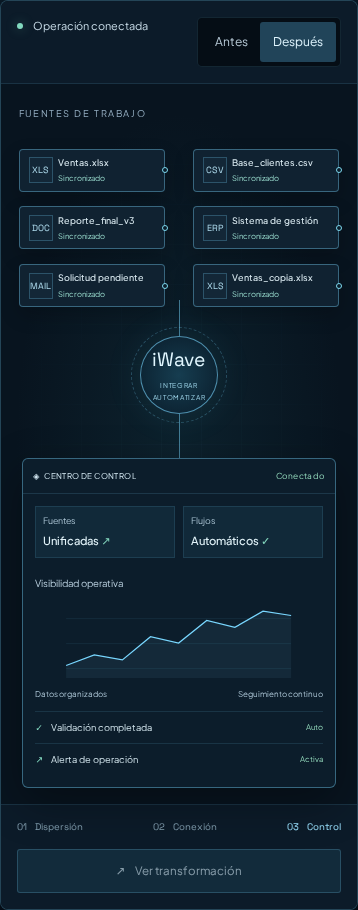 Operación conectada
Antes
Después
FUENTES DE TRABAJO
XLS
Ventas.xlsx
Sincronizado
CSV
Base_clientes.csv
Sincronizado
DOC
Reporte_final_v3
Sincronizado
ERP
Sistema de gestión
Sincronizado
MAIL
Solicitud pendiente
Sincronizado
XLS
Ventas_copia.xlsx
Sincronizado
iWave
INTEGRAR
AUTOMATIZAR
◈ CENTRO DE CONTROL
Conectado
Fuentes
Unificadas ↗
Flujos
Automáticos ✓
Visibilidad operativa
Datos organizados
Seguimiento continuo
✓ Validación completada
Auto
↗ Alerta de operación
Activa
01 Dispersión
02 Conexión
03 Control
↗ Ver transformación